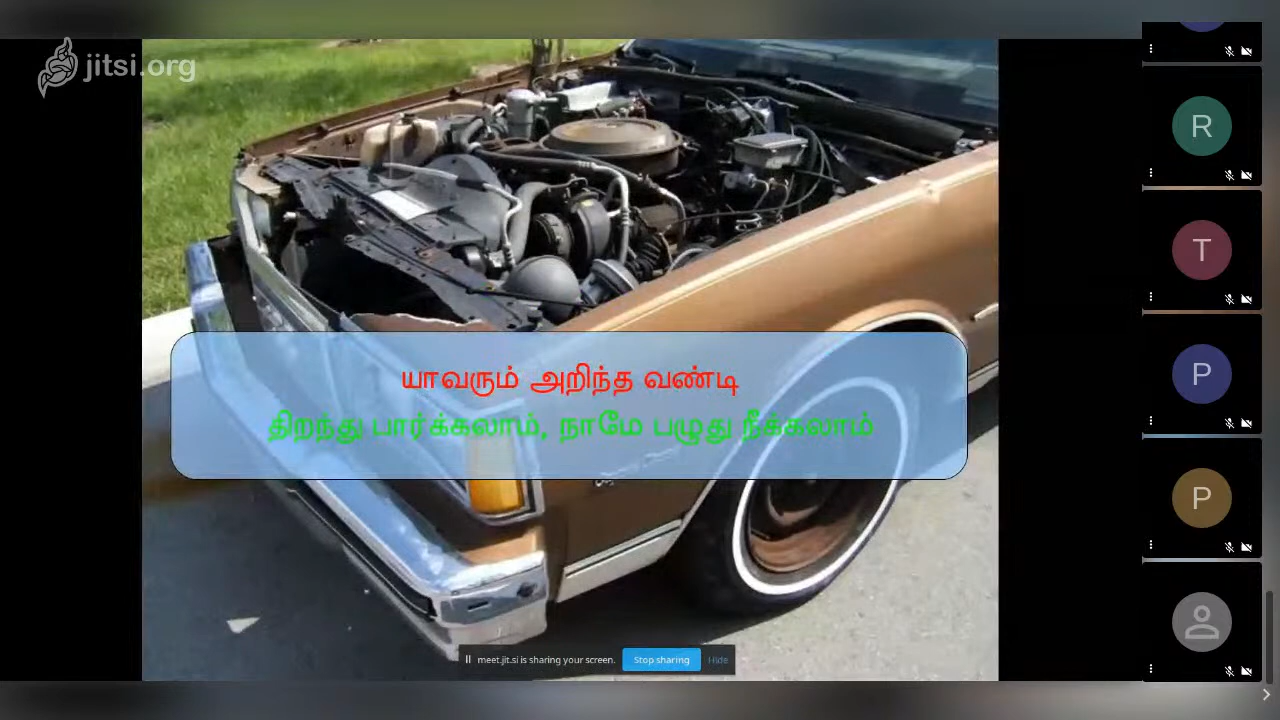 jitsi.org
R
T
யாவரும் அறிந்த வண்டி
திறந்து பார்க்கலாம், நாமே பழுது நீக்கலாம்
P
P
meet.jit.si is sharing your screen. Stop sharing Hide